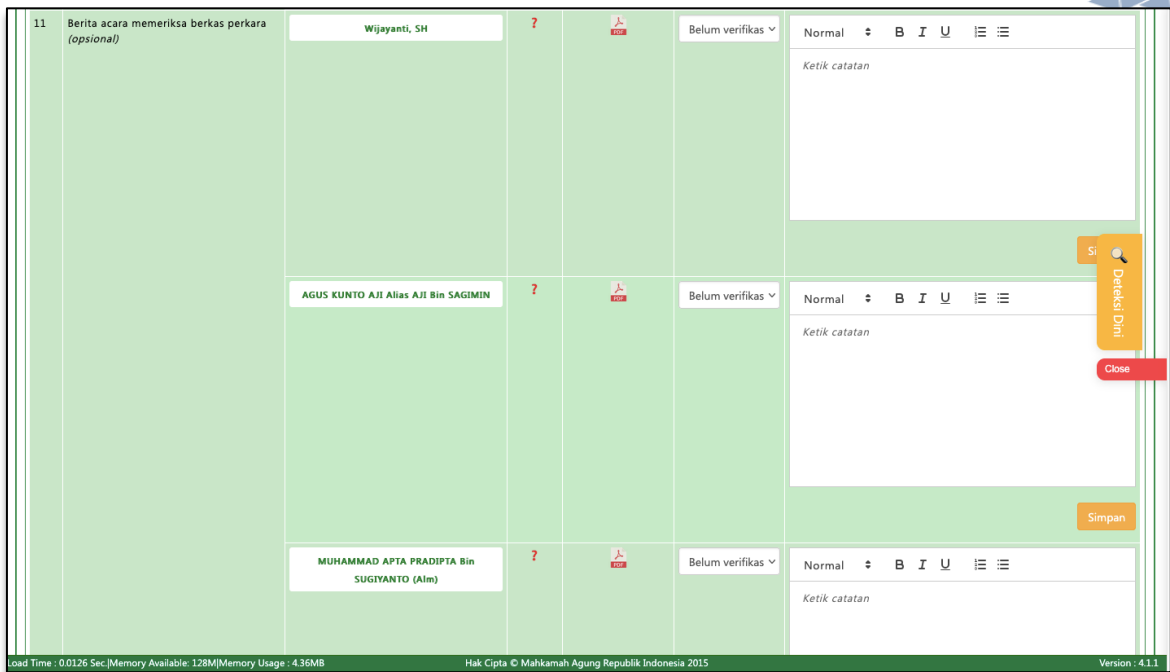 11 Berita acara memeriksa berkas perkara
(opsional)
Wijayanti, SH
?
PDF
Belum verifikas
Normal B I U
Ketik catatan
Deteksi Dini
Close
AGUS KUNTO AJI Alias AJI Bin SAGIMIN
?
PDF
Belum verifikas
Normal B I U
Ketik catatan
Simpan
MUHAMMAD APTA PRADIPTA Bin
SUGIYANTO (Alm)
?
PDF
Belum verifikas
Normal B I U
Ketik catatan
Load Time : 0.0126 Sec.|Memory Available: 128M|Memory Usage : 4.36MB
Hak Cipta © Mahkamah Agung Republik Indonesia 2015
Version : 4.1.1